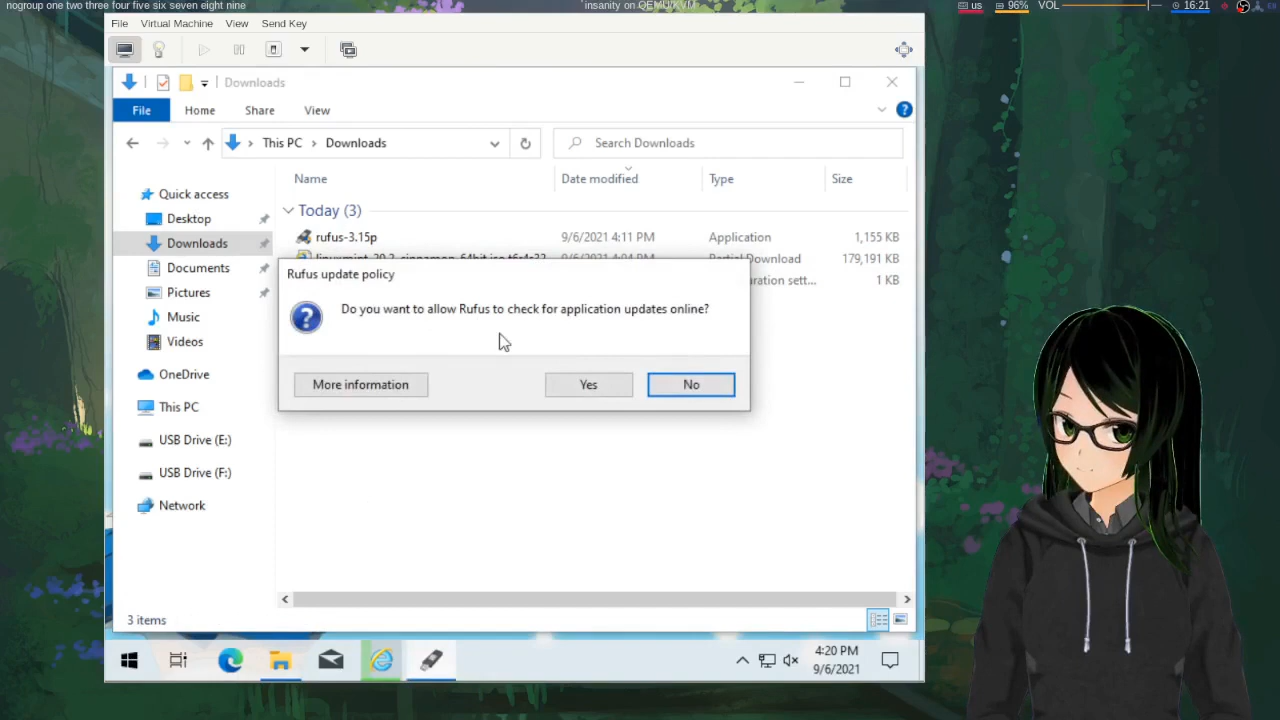 nogroup one two three four five six seven eight nine
insanity on QEMU/KVM
us
96%
VOL
16:21
File Virtual Machine View Send Key
Downloads
File Home Share View
This PC Downloads
Search Downloads
Name Date modified Type Size
Quick access
Desktop
Downloads
Documents
Pictures
Music
Videos
OneDrive
This PC
USB Drive (E:)
USB Drive (F:)
Network
Today (3)
rufus-3.15p 9/6/2021 4:11 PM Application 1,155 KB
Partial Download 179,191 KB
1 KB
Rufus update policy
Do you want to allow Rufus to check for application updates online?
More information Yes No
3 items
4:20 PM
9/6/2021